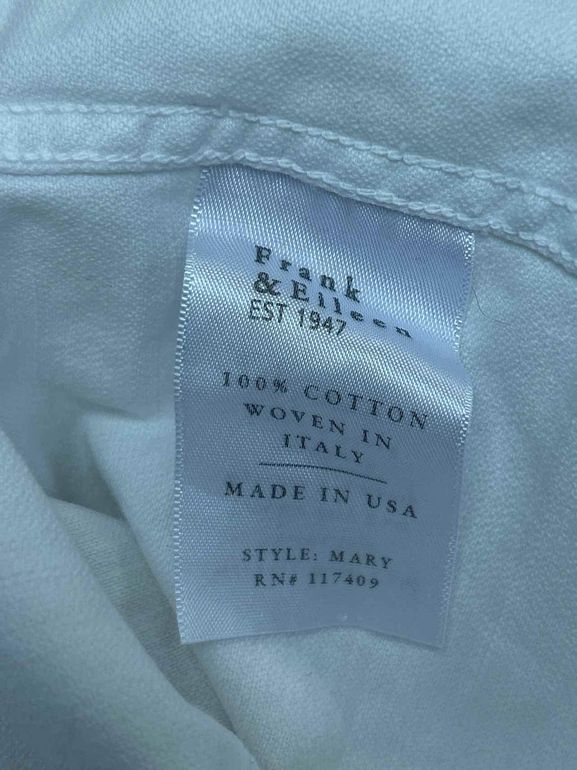 Frank
& Eileen
EST 1947
100% COTTON
WOVEN IN
ITALY
MADE IN USA
STYLE: MARY
RN# 117409